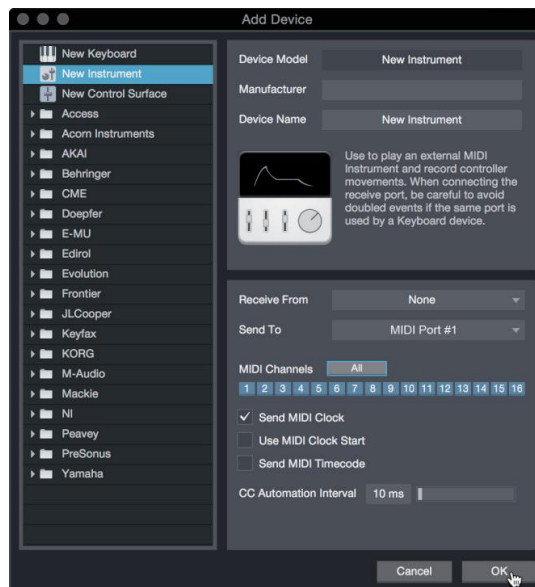 Add Device
New Keyboard
New Instrument
New Control Surface
Access
Acorn Instruments
AKAI
Behringer
CME
Doepfer
E-MU
Edirol
Evolution
Frontier
JLCooper
Keyfax
KORG
M-Audio
Mackie
NI
Peavey
PreSonus
Yamaha
Device Model New Instrument
Manufacturer
Device Name New Instrument
Use to play an external MIDI
Instrument and record controller
movements. When connecting the
receive port, be careful to avoid
doubled events if the same port is
used by a Keyboard device.
Receive From None
Send To MIDI Port #1
MIDI Channels All
1 2 3 4 5 6 7 8 9 10 11 12 13 14 15 16
Send MIDI Clock
Use MIDI Clock Start
Send MIDI Timecode
CC Automation Interval 10 ms
Cancel OK